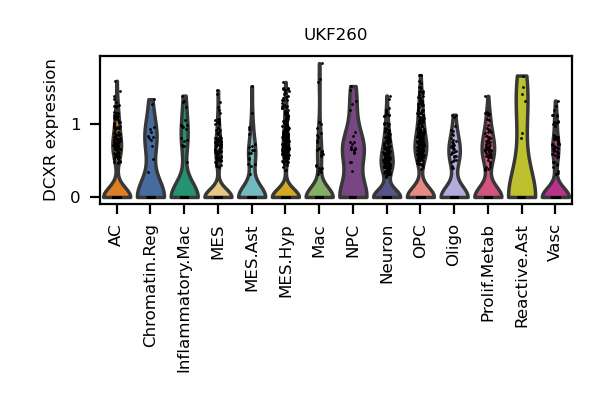 UKF260
DCXR expression
1
0
AC
Chromatin.Reg
Inflammatory.Mac
MES
MES.Ast
MES.Hyp
Mac
NPC
Neuron
OPC
Oligo
Prolif.Metab
Reactive.Ast
Vasc